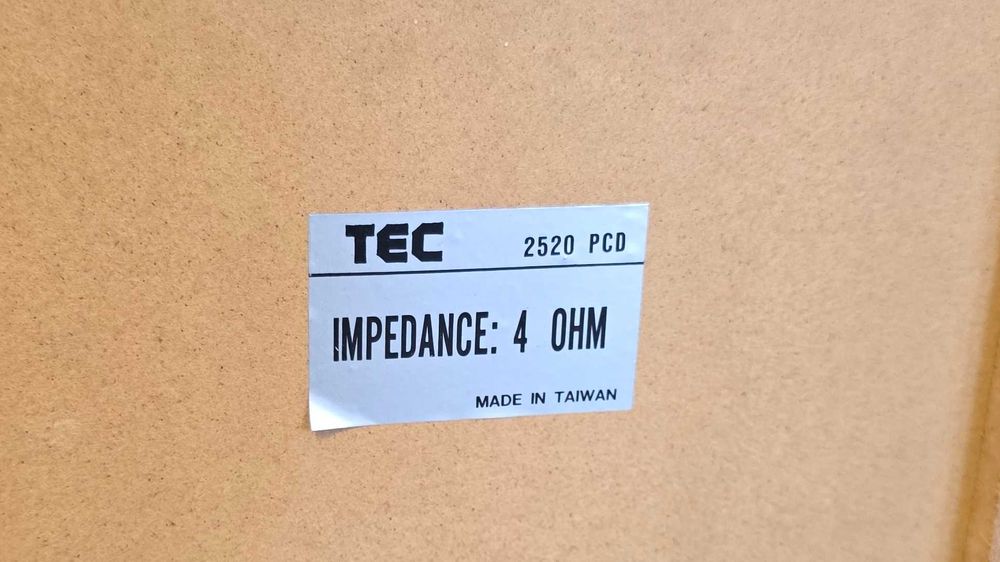 TEC 2520 PCD
IMPEDANCE: 4 OHM
MADE IN TAIWAN